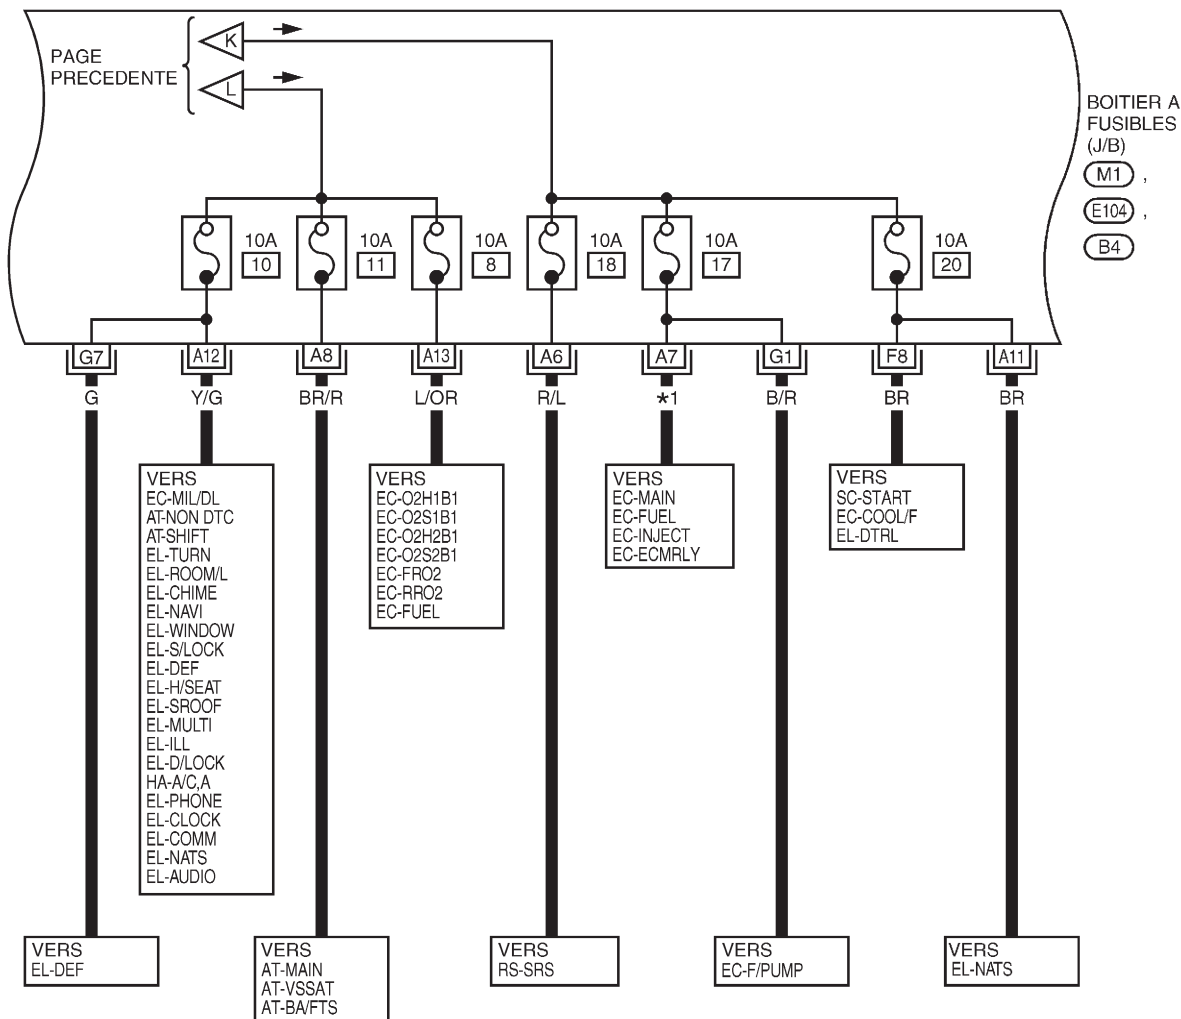 PAGE
PRECEDENTE
K
L
BOITIER A
FUSIBLES
(J/B)
M1 ,
E104 ,
B4
10A
10
10A
11
10A
8
10A
18
10A
17
10A
20
G7
A12
A8
A13
A6
A7
G1
F8
A11
G
Y/G
BR/R
L/OR
R/L
*1
B/R
BR
BR
VERS
EC-MIL/DL
AT-NON DTC
AT-SHIFT
EL-TURN
EL-ROOM/L
EL-CHIME
EL-NAVI
EL-WINDOW
EL-S/LOCK
EL-DEF
EL-H/SEAT
EL-SROOF
EL-MULTI
EL-ILL
EL-D/LOCK
HA-A/C,A
EL-PHONE
EL-CLOCK
EL-COMM
EL-NATS
EL-AUDIO
VERS
EC-O2H1B1
EC-O2S1B1
EC-O2H2B1
EC-O2S2B1
EC-FRO2
EC-RRO2
EC-FUEL
VERS
EC-MAIN
EC-FUEL
EC-INJECT
EC-ECMRLY
VERS
SC-START
EC-COOL/F
EL-DTRL
VERS
EL-DEF
VERS
AT-MAIN
AT-VSSAT
AT-BA/FTS
VERS
RS-SRS
VERS
EC-F/PUMP
VERS
EL-NATS